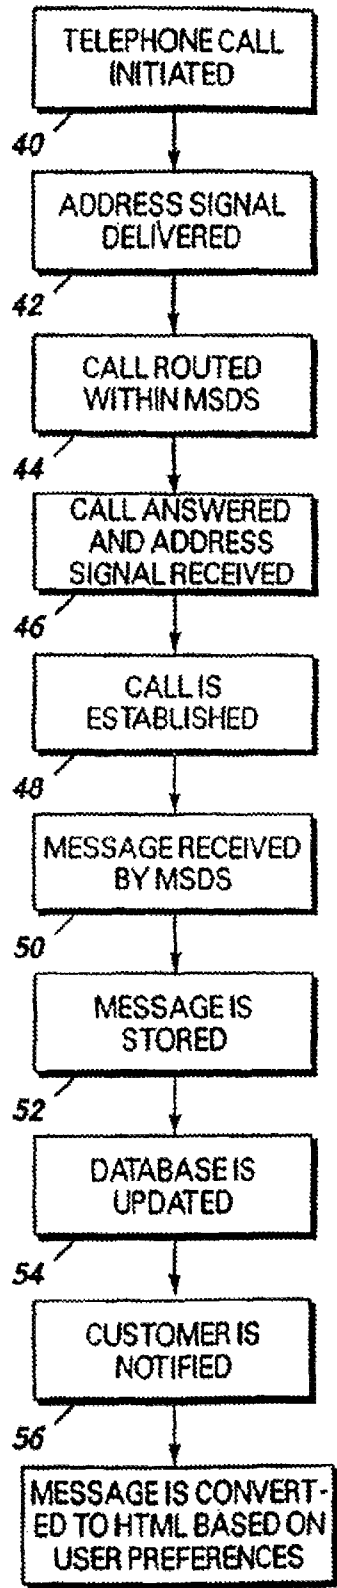 TELEPHONE CALL
INITIATED
40
ADDRESS SIGNAL
DELIVERED
42
CALL ROUTED
WITHIN MSDS
44
CALL ANSWERED
AND ADDRESS
SIGNAL RECEIVED
46
CALL IS
ESTABLISHED
48
MESSAGE RECEIVED
BY MSDS
50
MESSAGE IS
STORED
52
DATABASE IS
UPDATED
54
CUSTOMER IS
NOTIFIED
56
MESSAGE IS CONVERT-
ED TO HTML BASED ON
USER PREFERENCES